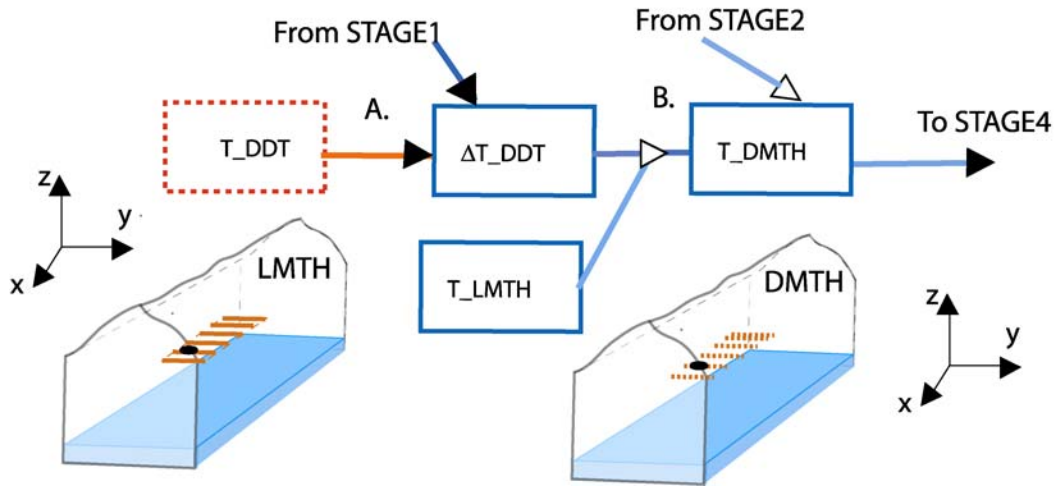 From STAGE1
From STAGE2
A.
B.
To STAGE4
T_DDT
ΔT_DDT
T_DMTH
T_LMTH
z
y
x
LMTH
DMTH
z
y
x